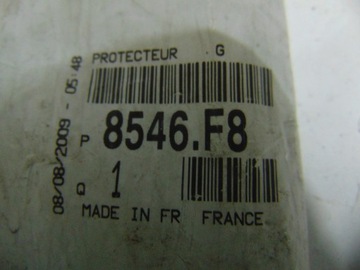 PROTECTEUR G
P 8546.F8
Q 1
MADE IN FR FRANCE
08/08/2009 - 05:48